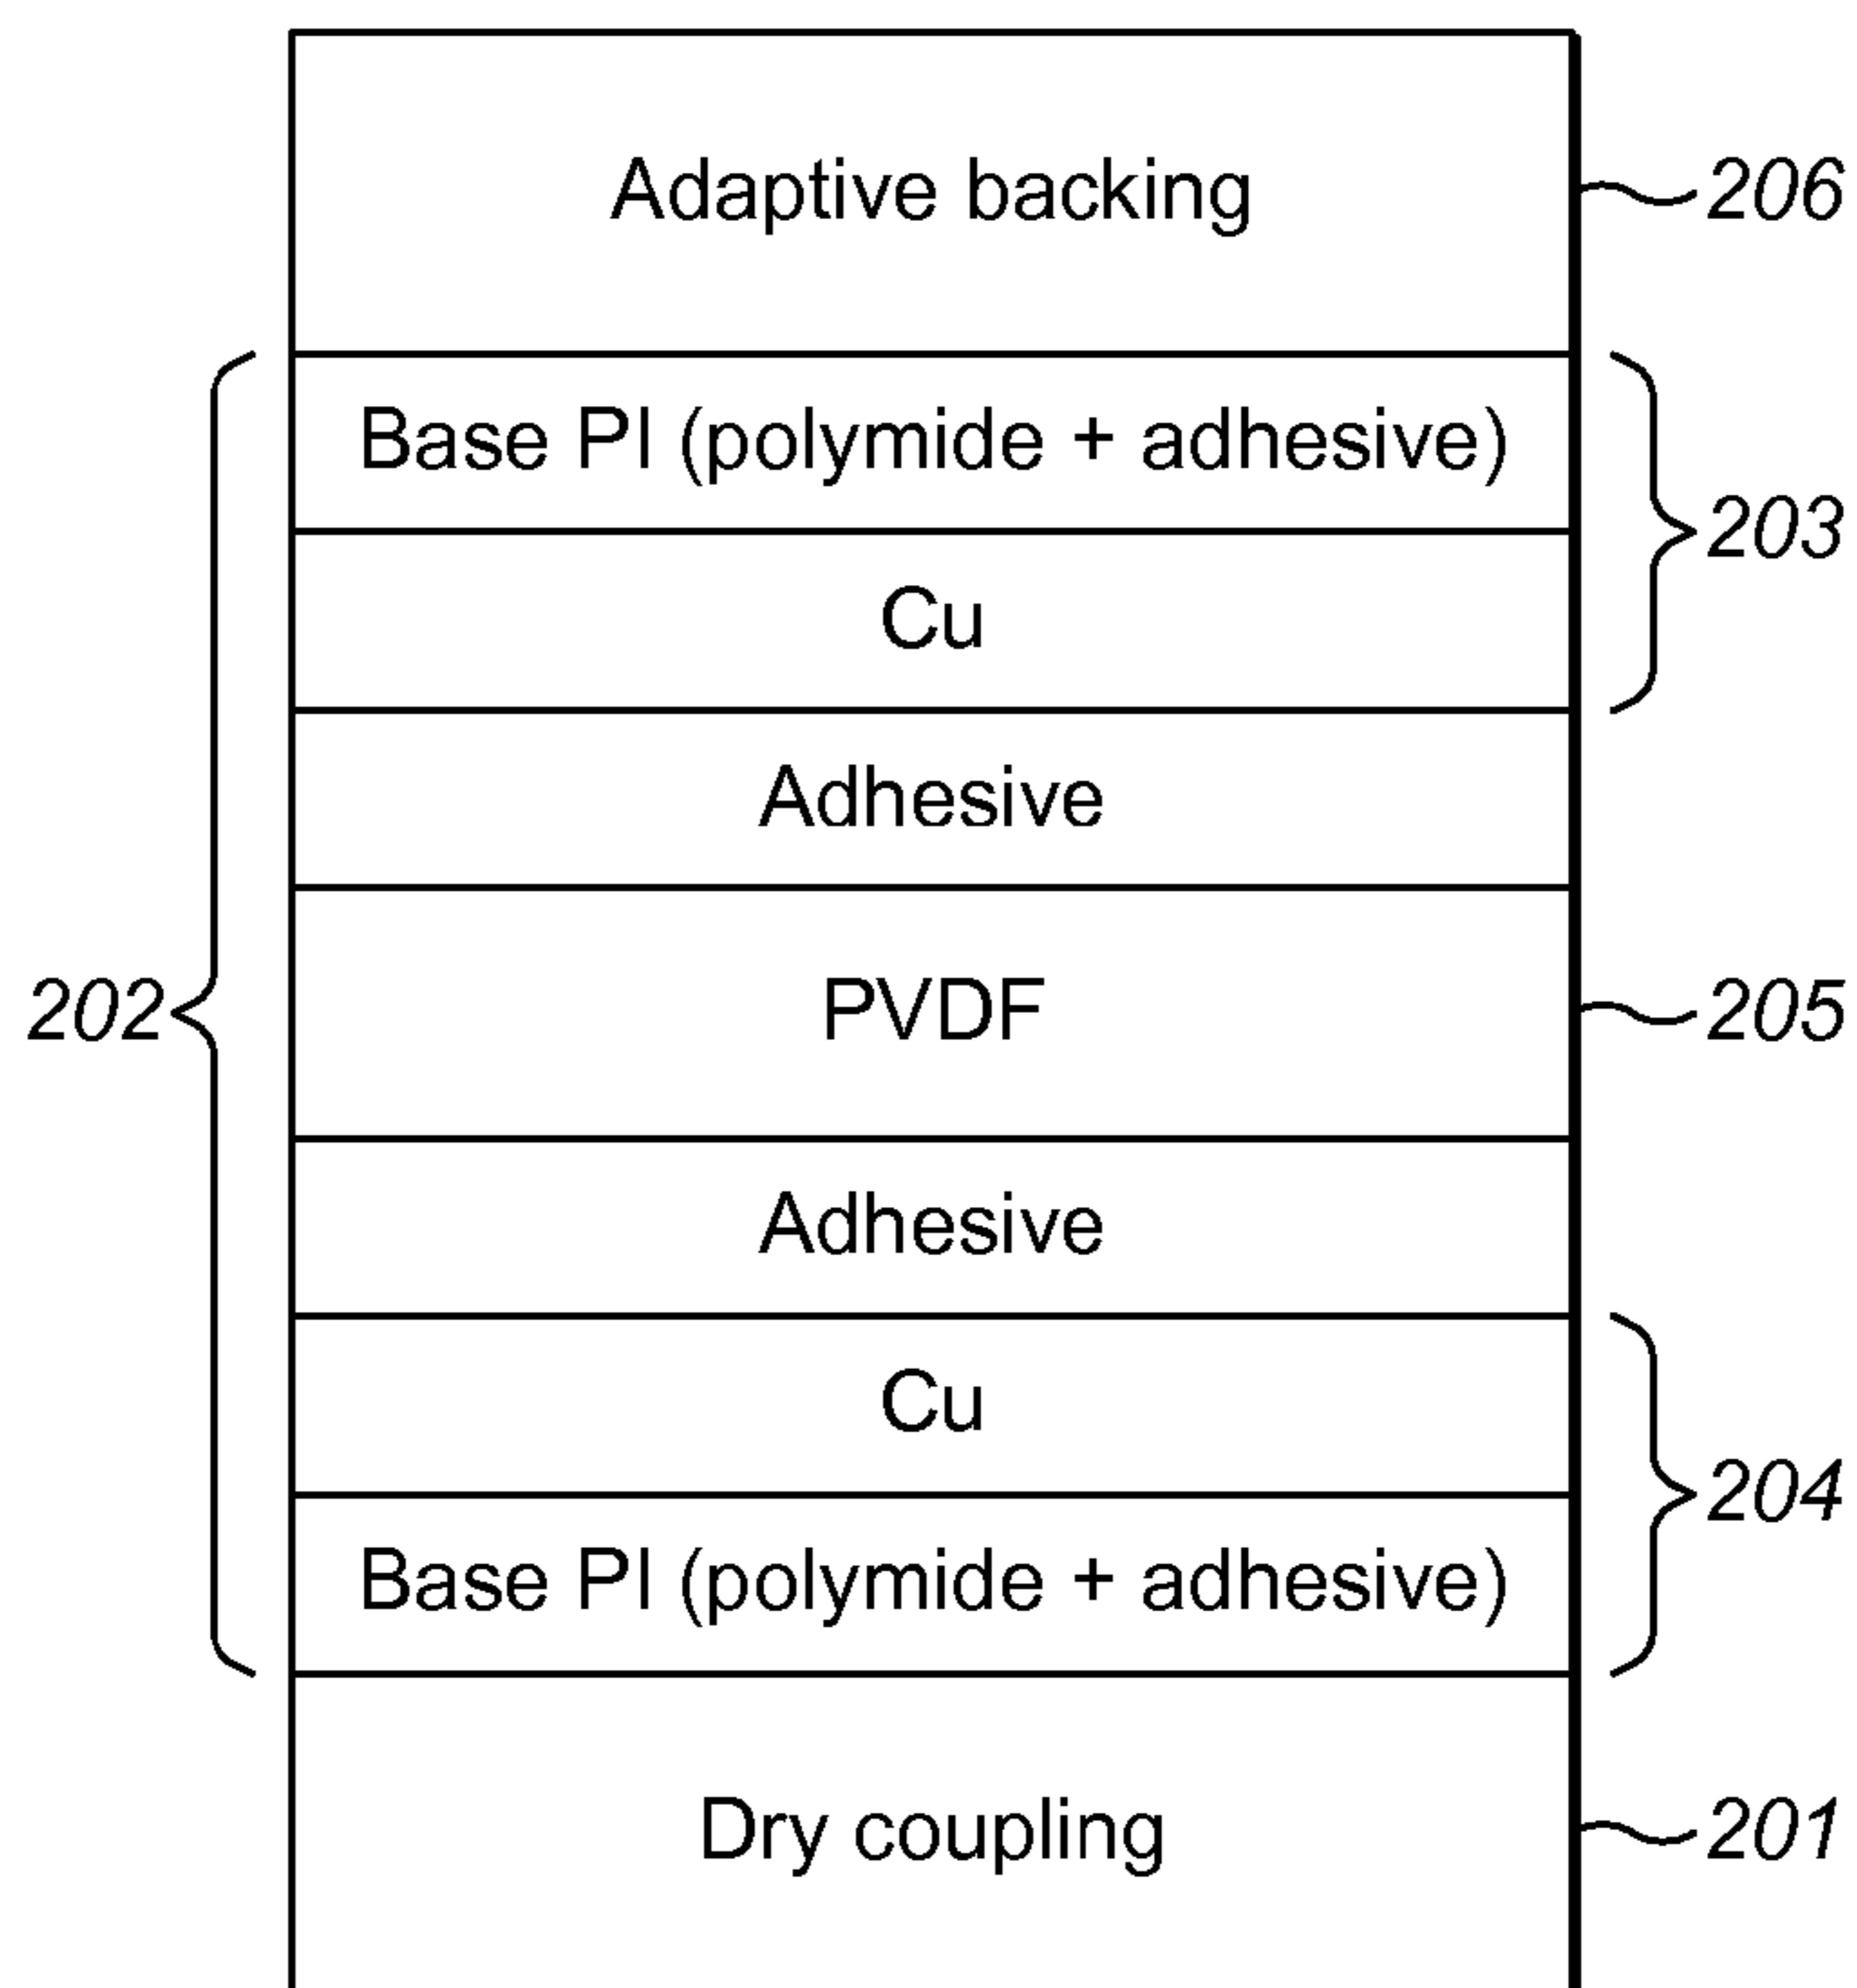 Adaptive backing
206
Base PI (polymide + adhesive)
203
Cu
Adhesive
202
PVDF
205
Adhesive
Cu
204
Base PI (polymide + adhesive)
Dry coupling
201